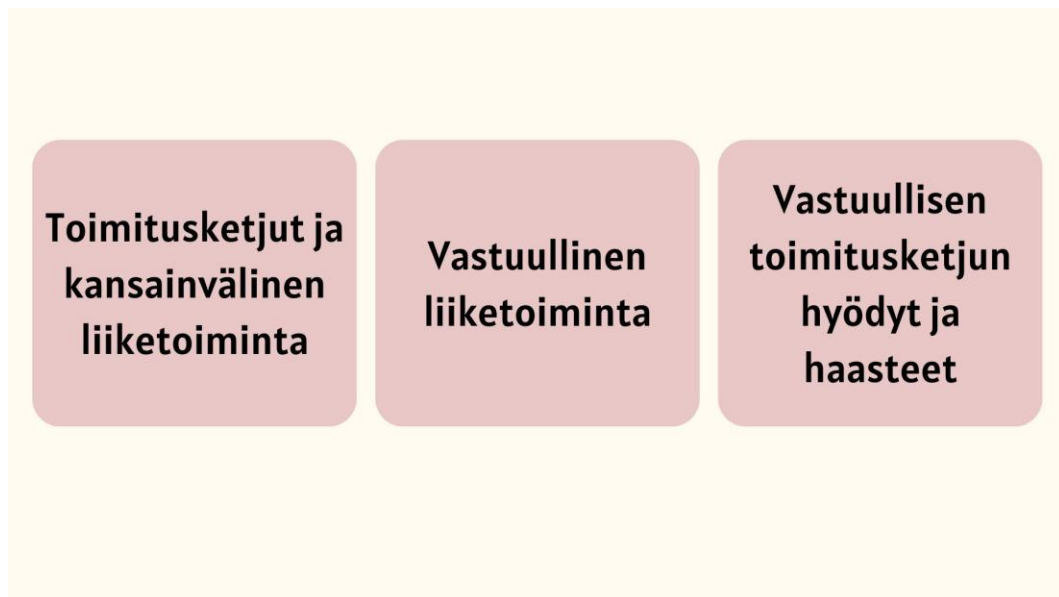 Toimitusketjut ja
kansainvälinen
liiketoiminta
Vastuullinen
liiketoiminta
Vastuullisen
toimitusketjun
hyödyt ja
haasteet